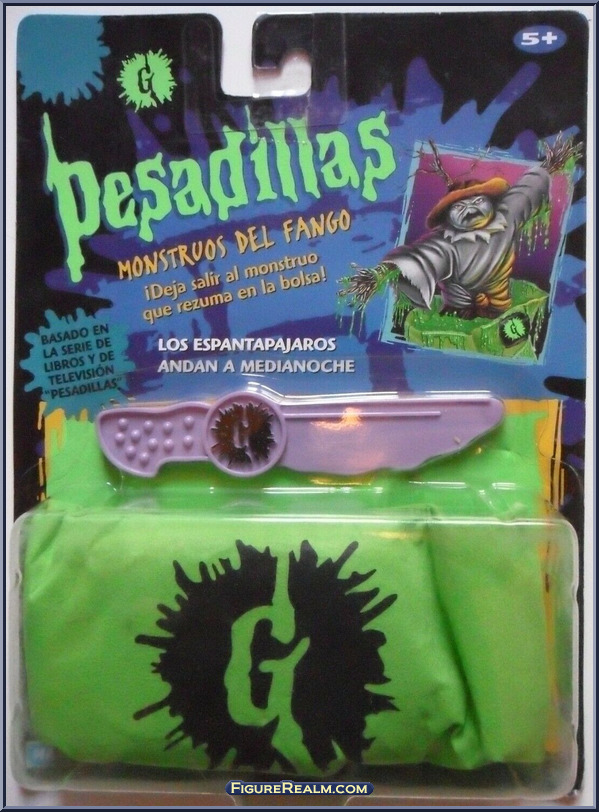 5+
G
Pesadillas
MONSTRUOS DEL FANGO
¡Deja salir al monstruo
que rezuma en la bolsa!
BASADO EN
LA SERIE DE
LIBROS Y DE
TELEVISIÓN
"PESADILLAS"
LOS ESPANTAPAJAROS
ANDAN A MEDIANOCHE
G
G
G
FIGUREREALM.COM